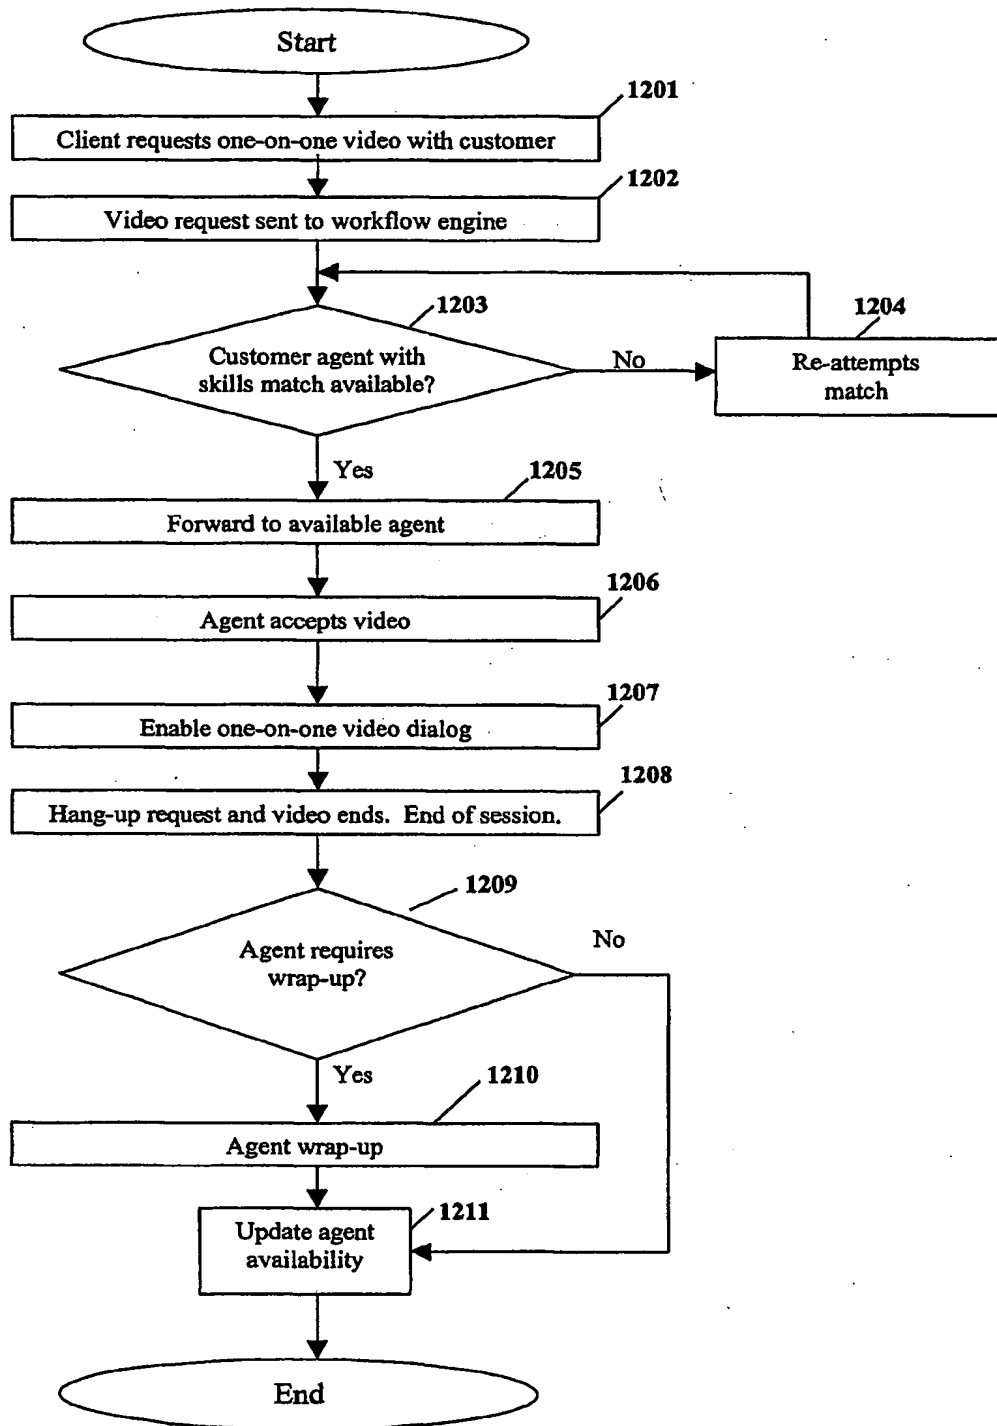 Start
1201
Client requests one-on-one video with customer
1202
Video request sent to workflow engine
1203
Customer agent with
skills match available?
No
1204
Re-attempts
match
Yes
1205
Forward to available agent
1206
Agent accepts video
1207
Enable one-on-one video dialog
1208
Hang-up request and video ends. End of session.
1209
Agent requires
wrap-up?
No
Yes
1210
Agent wrap-up
1211
Update agent
availability
End